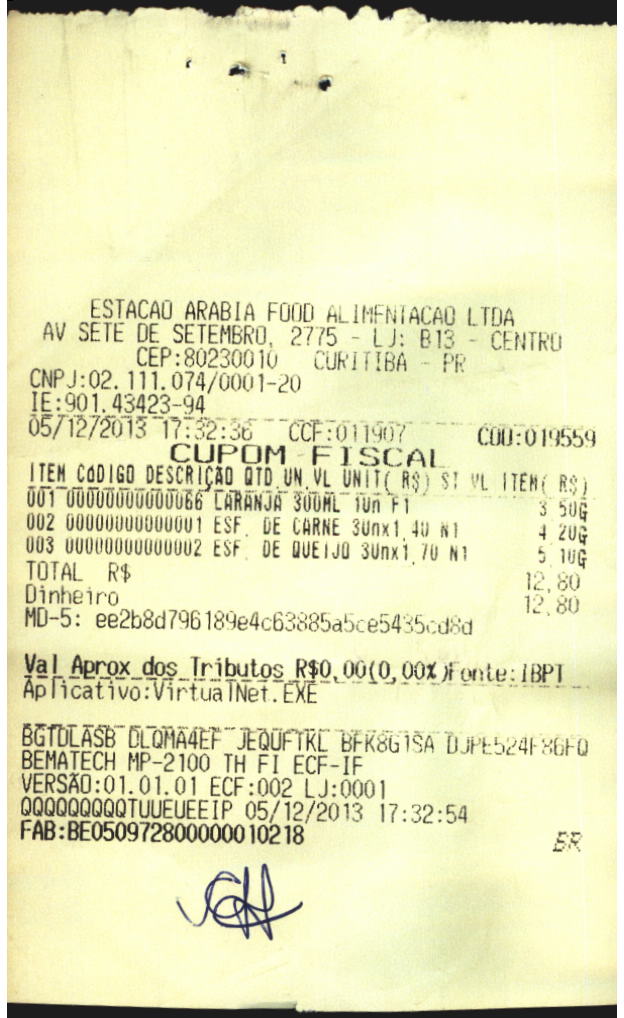 ESTACAO ARABIA FOOD ALIMENTACAO LTDA
AV SETE DE SETEMBRO, 2775 - LJ: B13 - CENTRO
CEP:80230010 CURITIBA - PR
CNPJ:02.111.074/0001-20
IE:901.43423-94
05/12/2013 17:32:36 CCF:011907 COO:019559
CUPOM FISCAL
ITEM CÓDIGO DESCRIÇÃO QTD.UN.VL UNIT( R$) ST VL ITEM( R$)
001 00000000000066 LARANJA 300ML 1Un F1 3,50G
002 00000000000001 ESF. DE CARNE 3Unx1,40 N1 4,20G
003 00000000000002 ESF. DE QUEIJO 3Unx1,70 N1 5,10G
TOTAL R$ 12,80
Dinheiro 12,80
MD-5: ee2b8d796189e4c63885a5ce5435cd8d
Val Aprox dos Tributos R$0,00(0,00%)Fonte:IBPT
Aplicativo:VirtualNet.EXE
DLQMA4EF JEQUFTKL
BEMATECH MP-2100 TH FI ECF-IF
VERSÃO:01.01.01 ECF:002 LJ:0001
QQQQQQQQQTUUEUEEIP 05/12/2013 17:32:54
FAB:BE050972800000010218
BR